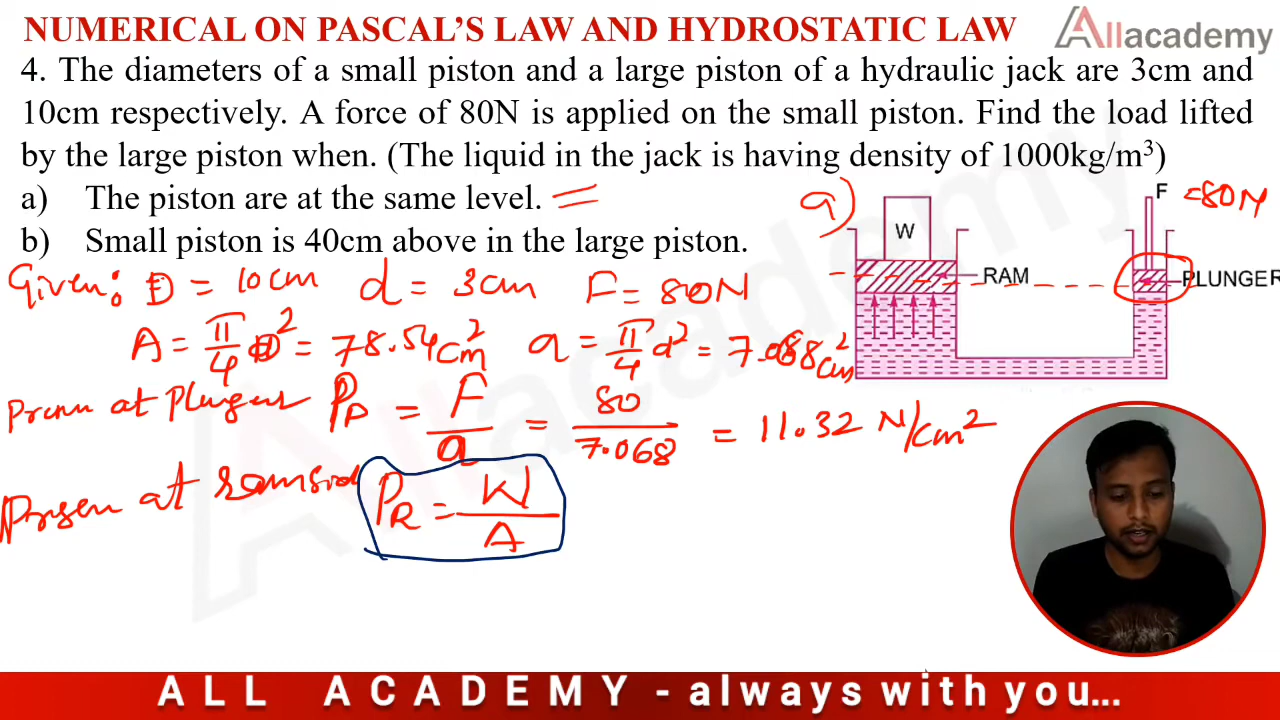 NUMERICAL ON PASCAL'S LAW AND HYDROSTATIC LAW
Allacademy
4. The diameters of a small piston and a large piston of a hydraulic jack are 3cm and
10cm respectively. A force of 80N is applied on the small piston. Find the load lifted
by the large piston when. (The liquid in the jack is having density of 1000kg/m³)
a) The piston are at the same level.
b) Small piston is 40cm above in the large piston.
a)
W
F = 80N
RAM
PLUNGER
Given: D = 10cm d = 3cm F = 80N
A = π/4 D² = 78.54cm² a = π/4 d² = 7.068cm²
at Plunger P_P = F/a = 80/7.068 = 11.32 N/cm²
at P_R = W/A
ALL ACADEMY - always with you...